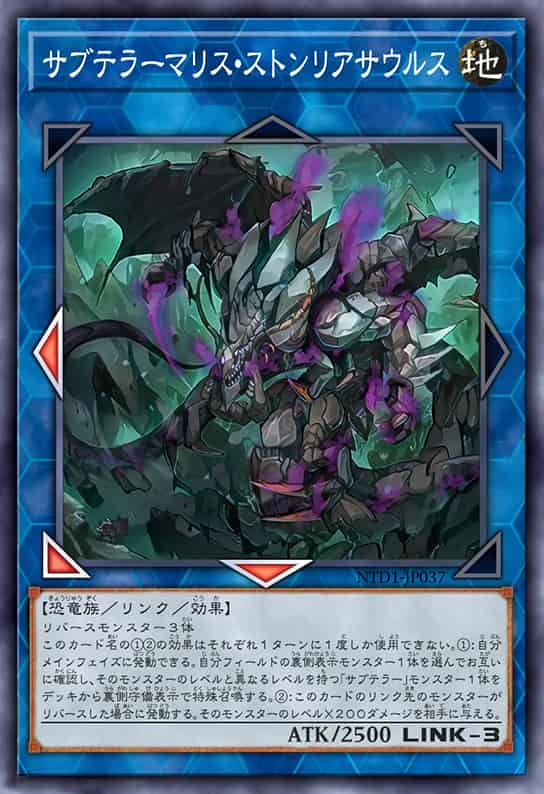 サブテラーマリス・ストンリアサウルス
地
NTD1-JP037
【恐竜族／リンク／効果】
リバースモンスター３体
このカード名の①②の効果はそれぞれ１ターンに１度しか使用できない。①：自分
メインフェイズに発動できる。自分フィールドの裏側表示モンスター１体を選んでお互い
に確認し、そのモンスターのレベルと異なるレベルを持つ「サブテラー」モンスター１体を
デッキから裏側守備表示で特殊召喚する。②：このカードのリンク先のモンスターが
リバースした場合に発動する。そのモンスターのレベル×２００ダメージを相手に与える。
ATK/2500 LINK-3